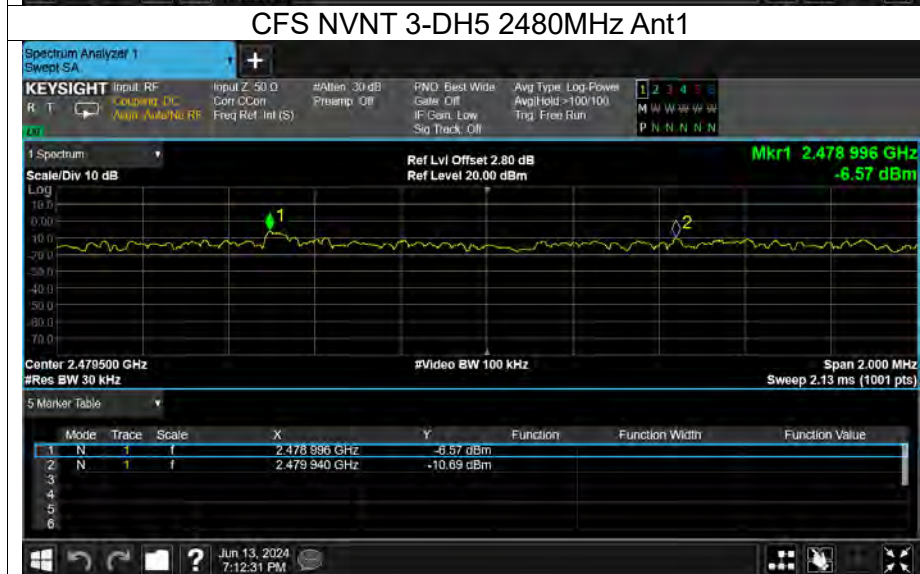 CFS NVNT 3-DH5 2480MHz Ant1
Spectrum Analyzer 1
Swept SA
+
KEYSIGHT Input: RF Input Z: 50 Ω #Atten: 30 dB PNO: Best Wide Avg Type: Log-Power 1 2 3 4 5 6
R T Coupling: DC Corr CCorr Preamp: Off Gate: Off Avg|Hold:>100/100 M W W W W W
Align: Auto/No RF Freq Ref: Int (S) IF Gain: Low Trig: Free Run
Sig Track: Off P N N N N N
1 Spectrum Ref Lvl Offset 2.80 dB Mkr1 2.478 996 GHz
Scale/Div 10 dB Ref Level 20.00 dBm -6.57 dBm
Log
10.0
0.00
-10.0
-20.0
-30.0
-40.0
-50.0
-60.0
-70.0
1
2
Center 2.479500 GHz #Video BW 100 kHz Span 2.000 MHz
#Res BW 30 kHz Sweep 2.13 ms (1001 pts)
5 Marker Table
Mode Trace Scale X Y Function Function Width Function Value
1 N 1 f 2.478 996 GHz -6.57 dBm
2 N 1 f 2.479 940 GHz -10.69 dBm
3
4
5
6
? Jun 13, 2024
7:12:31 PM